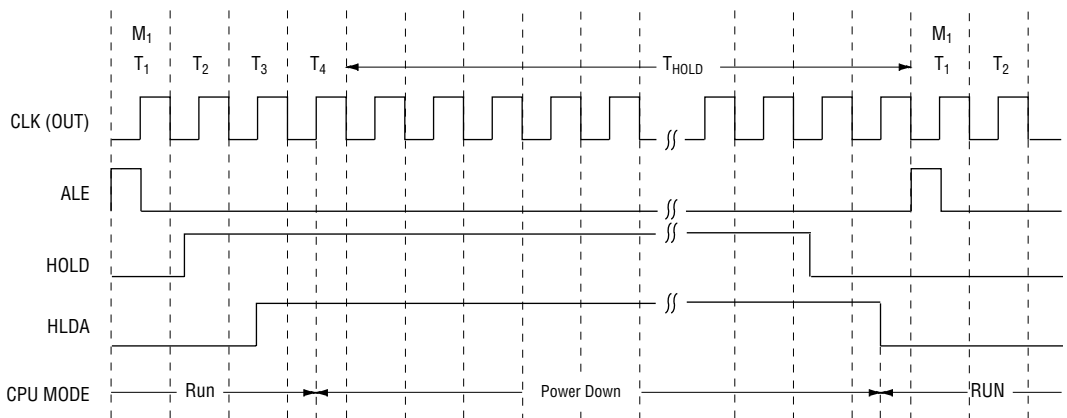 M₁ M₁
T₁ T₂ T₃ T₄ T_HOLD T₁ T₂
CLK (OUT)
ALE
HOLD
HLDA
CPU MODE Run Power Down RUN